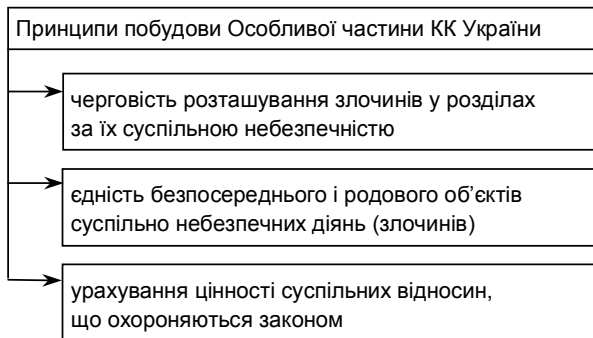 Принципи побудови Особливої частини КК України
черговість розташування злочинів у розділах
за їх суспільною небезпечністю
єдність безпосереднього і родового об’єктів
суспільно небезпечних діянь (злочинів)
урахування цінності суспільних відносин,
що охороняються законом